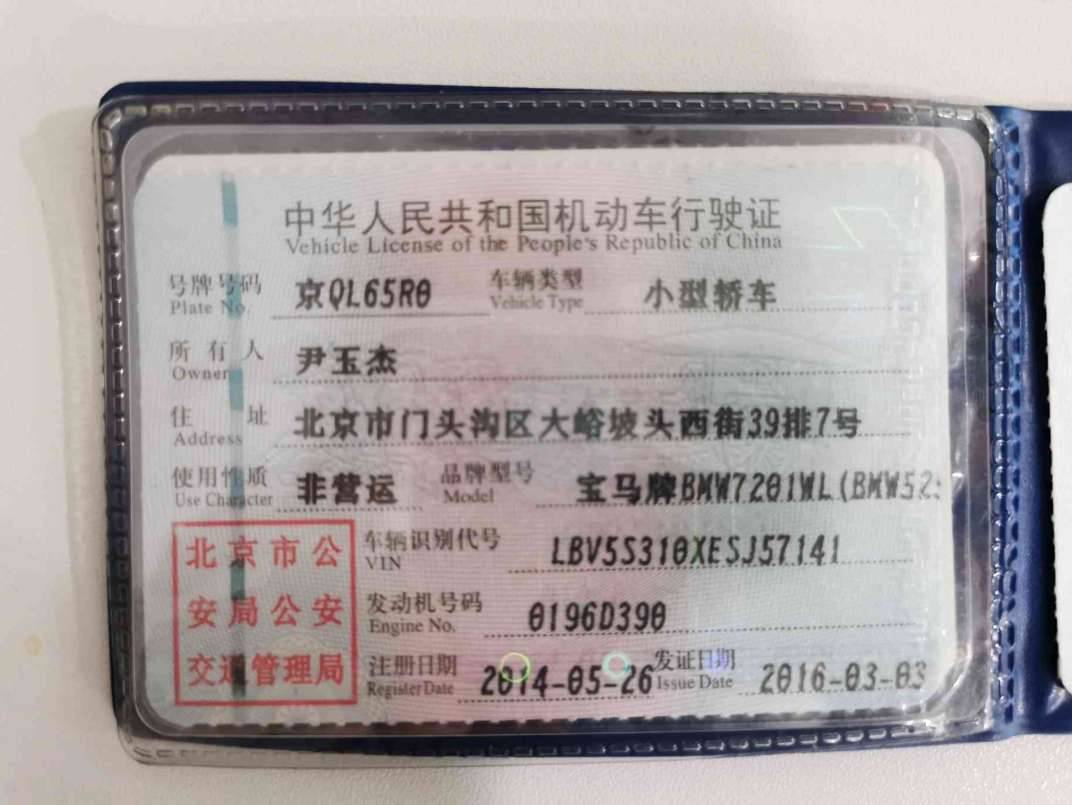 中华人民共和国机动车行驶证
Vehicle License of the People's Republic of China
号牌号码 京QL65R0 车辆类型 小型轿车
Plate No. Vehicle Type
所有人 尹玉杰
Owner
住址 北京市门头沟区大峪坡头西街39排7号
Address
使用性质 非营运 品牌型号 宝马牌BMW7201WL(BMW52
Use Character Model
北京市公
安局公安
交通管理局
车辆识别代号 LBV5S310XESJ57141
VIN
发动机号码 0196D390
Engine No.
注册日期 2014-05-26 发证日期 2016-03-03
Register Date Issue Date